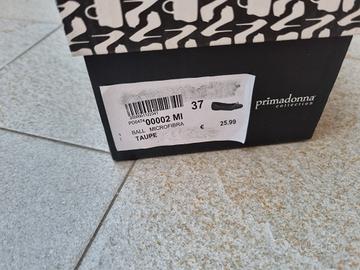 37
00002 MI
BALL MICROFIBRA
TAUPE
€ 25.99
primadonna
collection